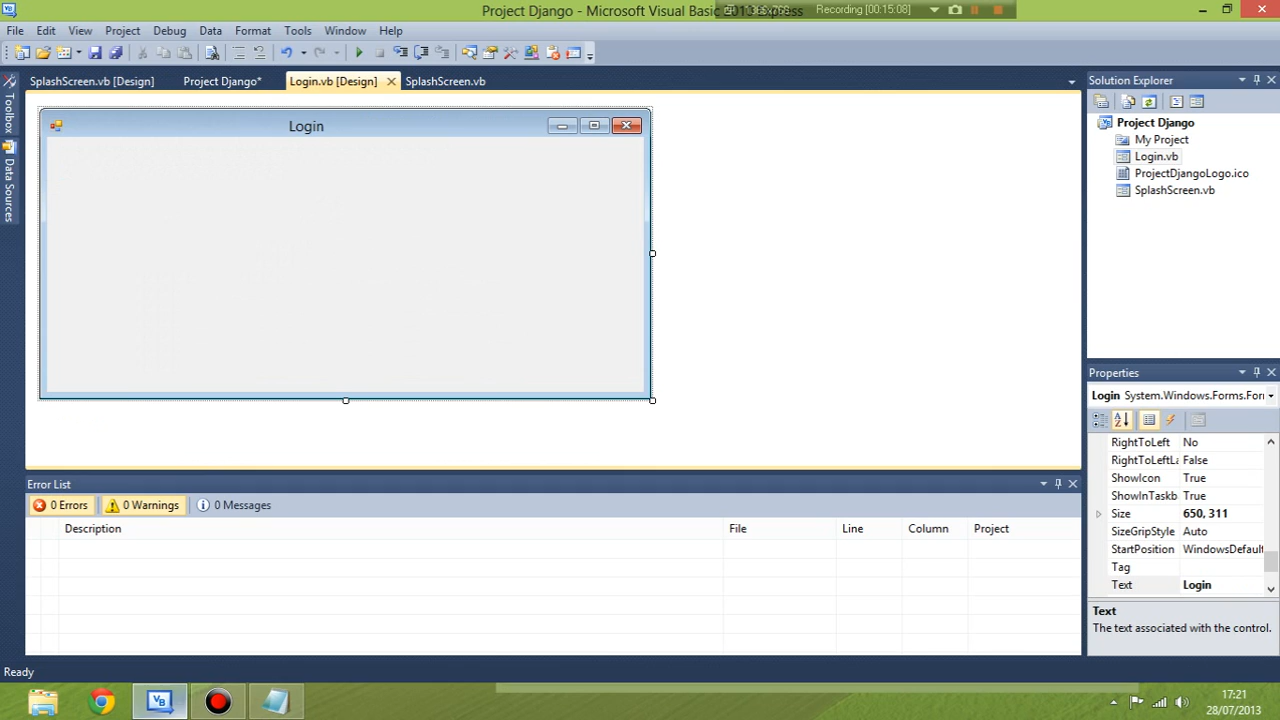 Project Django - Microsoft Visual Basic 2010 Express
Recording [00:15:08]
File Edit View Project Debug Data Format Tools Window Help
SplashScreen.vb [Design] Project Django* Login.vb [Design] SplashScreen.vb
Toolbox
Data Sources
Login
Solution Explorer
Project Django
My Project
Login.vb
ProjectDjangoLogo.ico
SplashScreen.vb
Properties
Login System.Windows.Forms.For
RightToLeft No
RightToLeftLa False
ShowIcon True
ShowInTaskb True
Size 650, 311
SizeGripStyle Auto
StartPosition WindowsDefault
Tag
Text Login
Text
The text associated with the control.
Error List
0 Errors 0 Warnings 0 Messages
Description File Line Column Project
Ready
17:21
28/07/2013